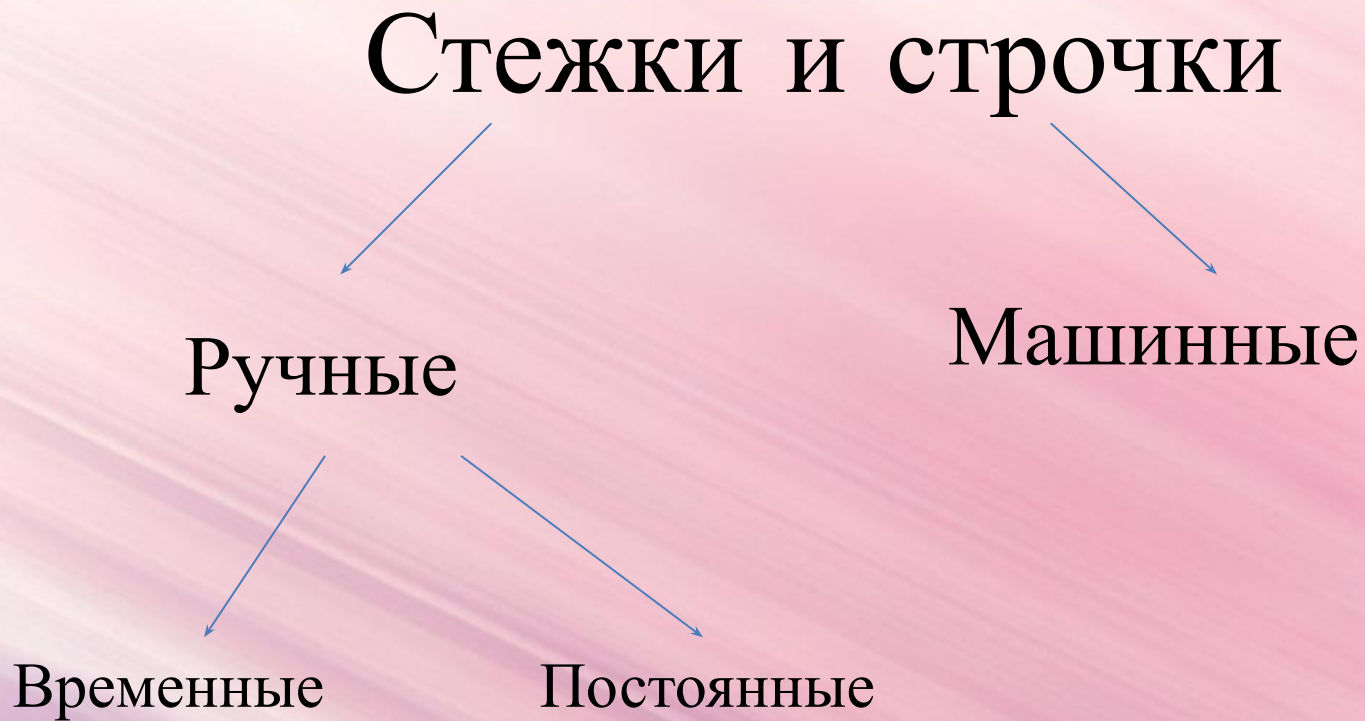 Стежки и строчки
Ручные
Машинные
Временные
Постоянные